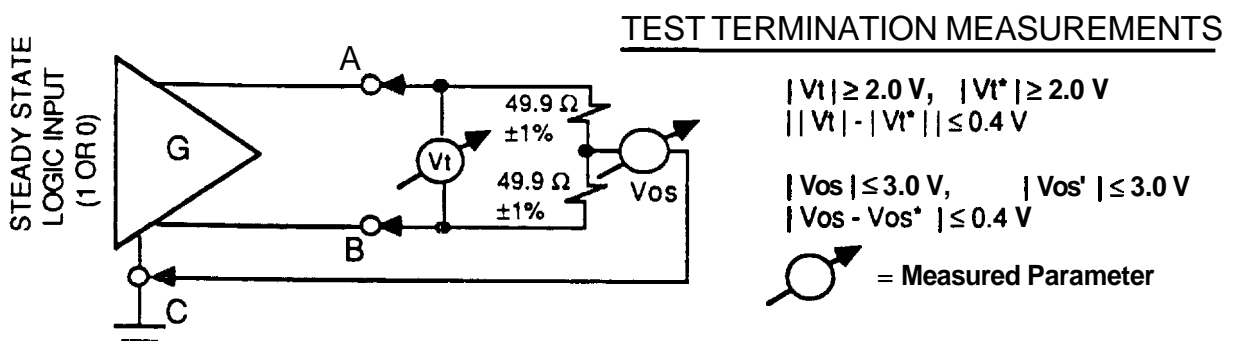 TEST TERMINATION MEASUREMENTS
STEADY STATE
LOGIC INPUT
(1 OR 0)
G
A
B
C
Vt
49.9 Ω
±1%
49.9 Ω
±1%
Vos
| Vt | ≥ 2.0 V, | Vt* | ≥ 2.0 V
| | Vt | - | Vt* | | ≤ 0.4 V
| Vos | ≤ 3.0 V, | Vos' | ≤ 3.0 V
| Vos - Vos* | ≤ 0.4 V
= Measured Parameter